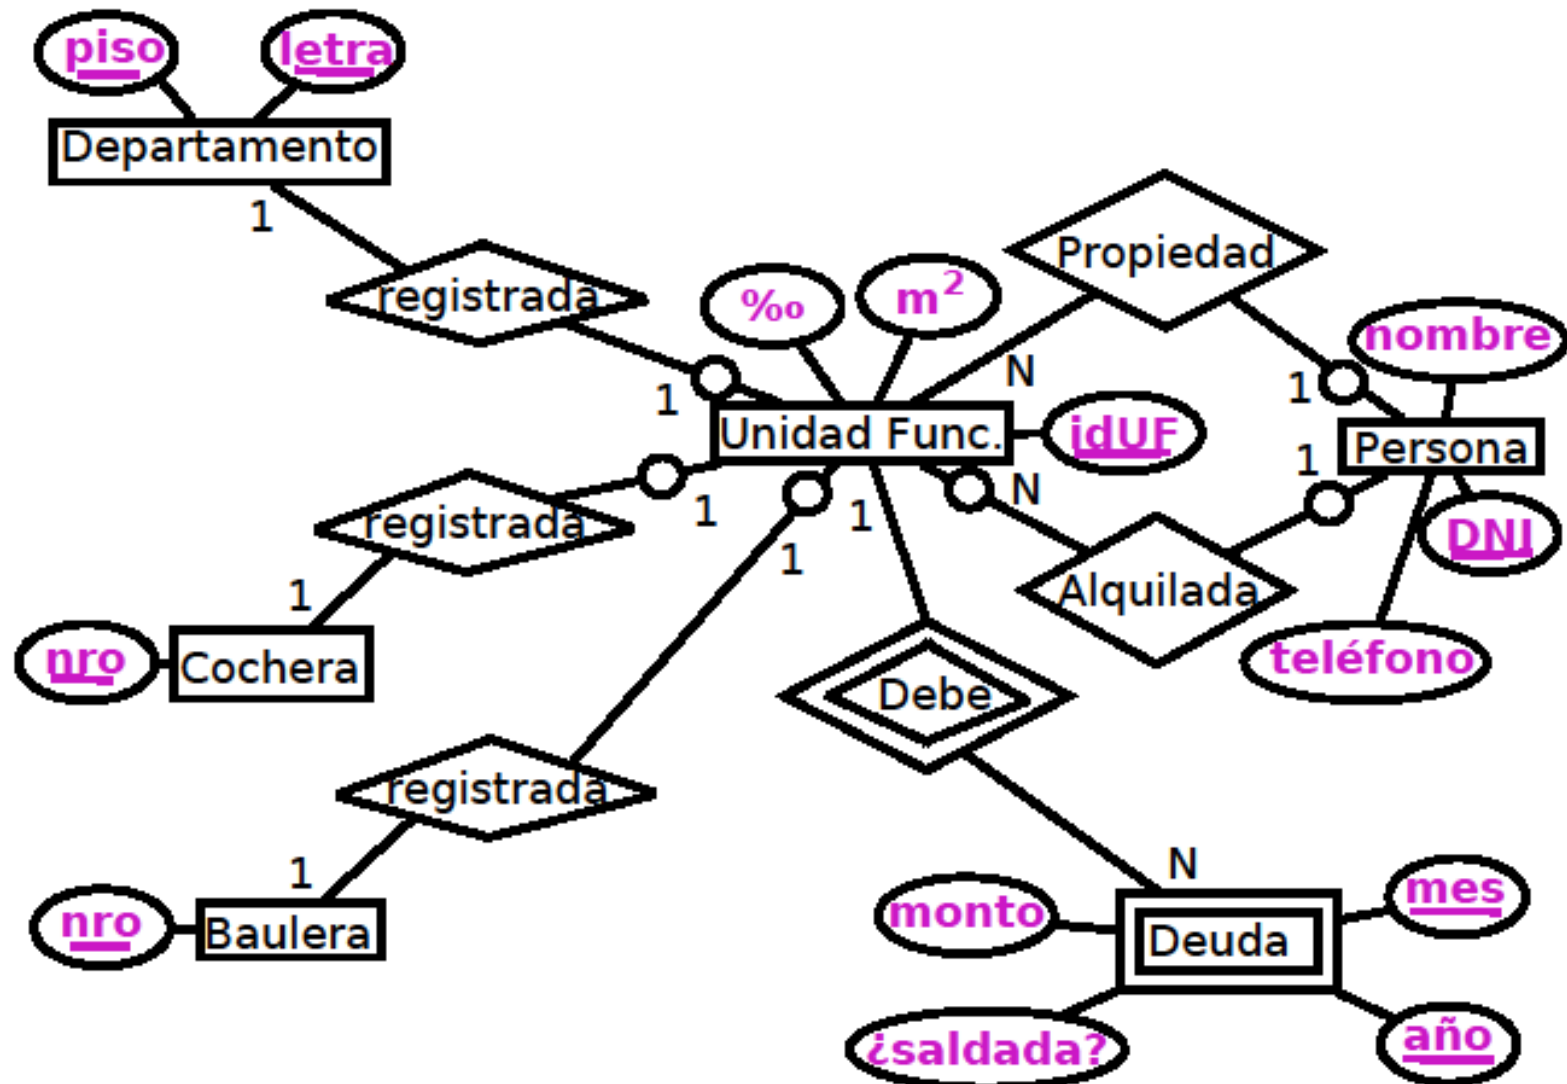 piso
letra
Departamento
1
registrada
Propiedad
‰
m²
nombre
1
N
1
Unidad Func.
idUF
Persona
1
N
1
registrada
1
1
DNI
1
Alquilada
nro
Cochera
teléfono
Debe
registrada
1
N
nro
Baulera
monto
mes
Deuda
¿saldada?
año